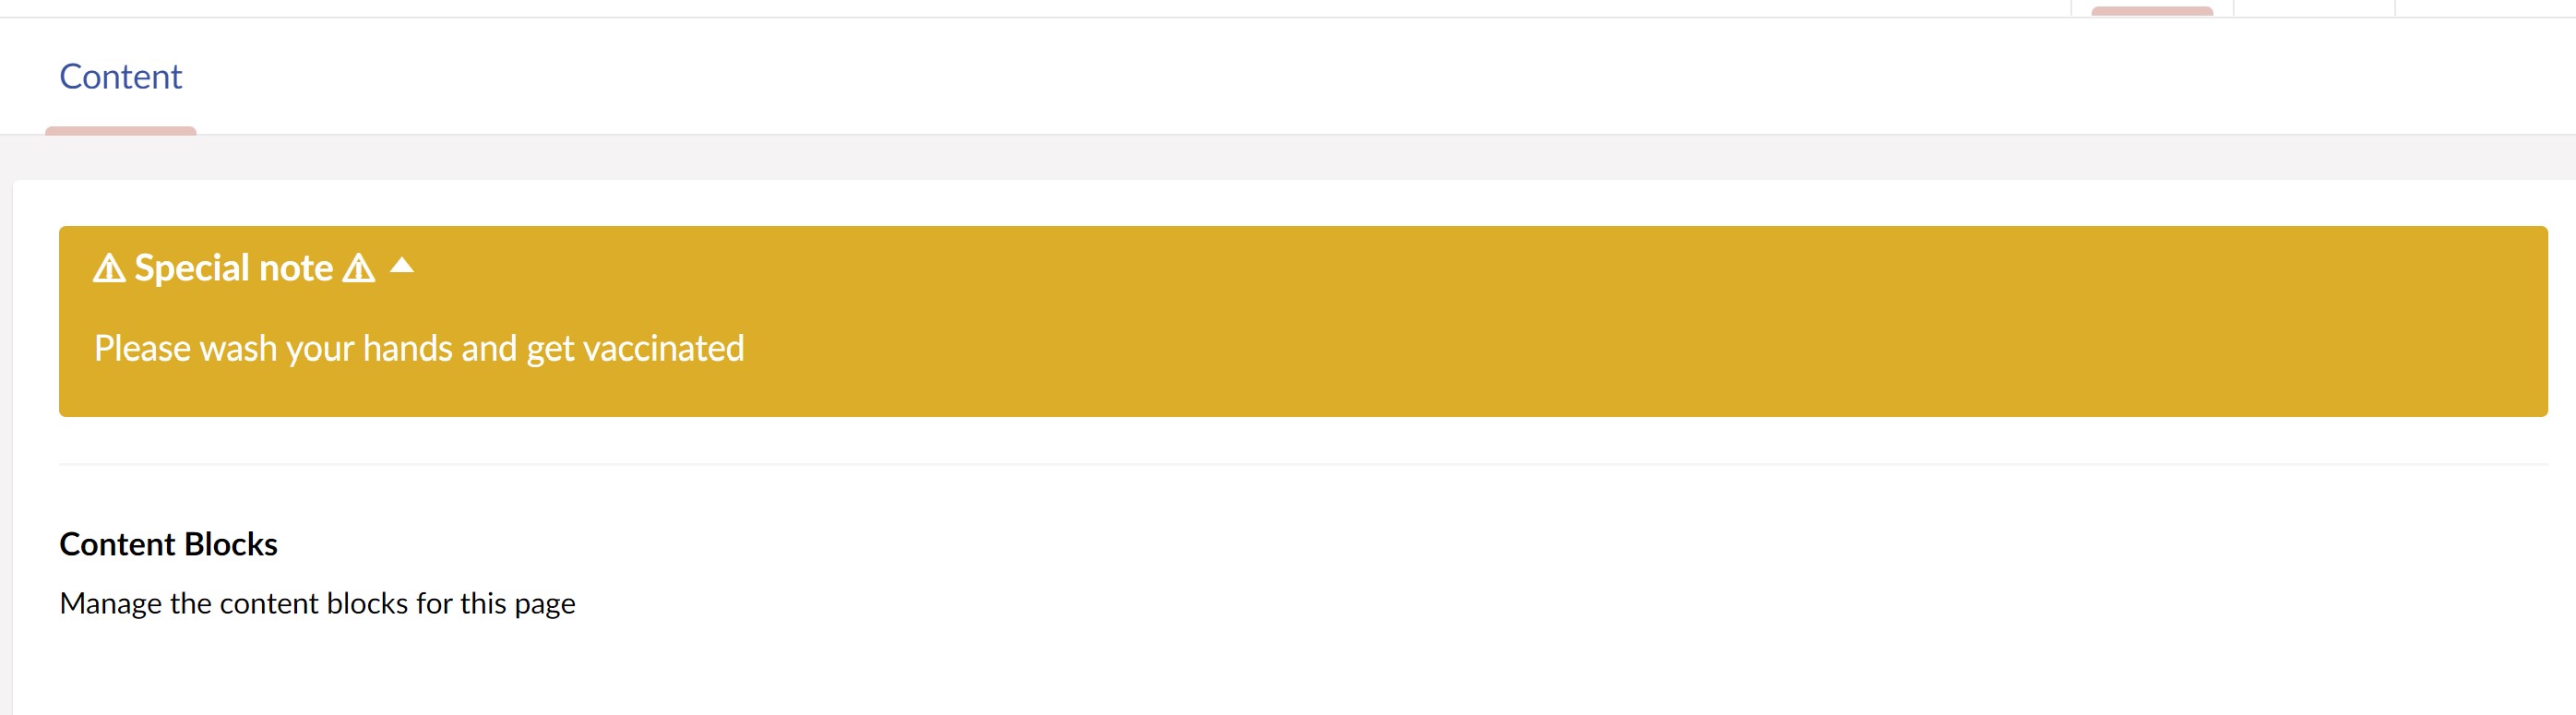 Content
⚠ Special note ⚠
Please wash your hands and get vaccinated
Content Blocks
Manage the content blocks for this page